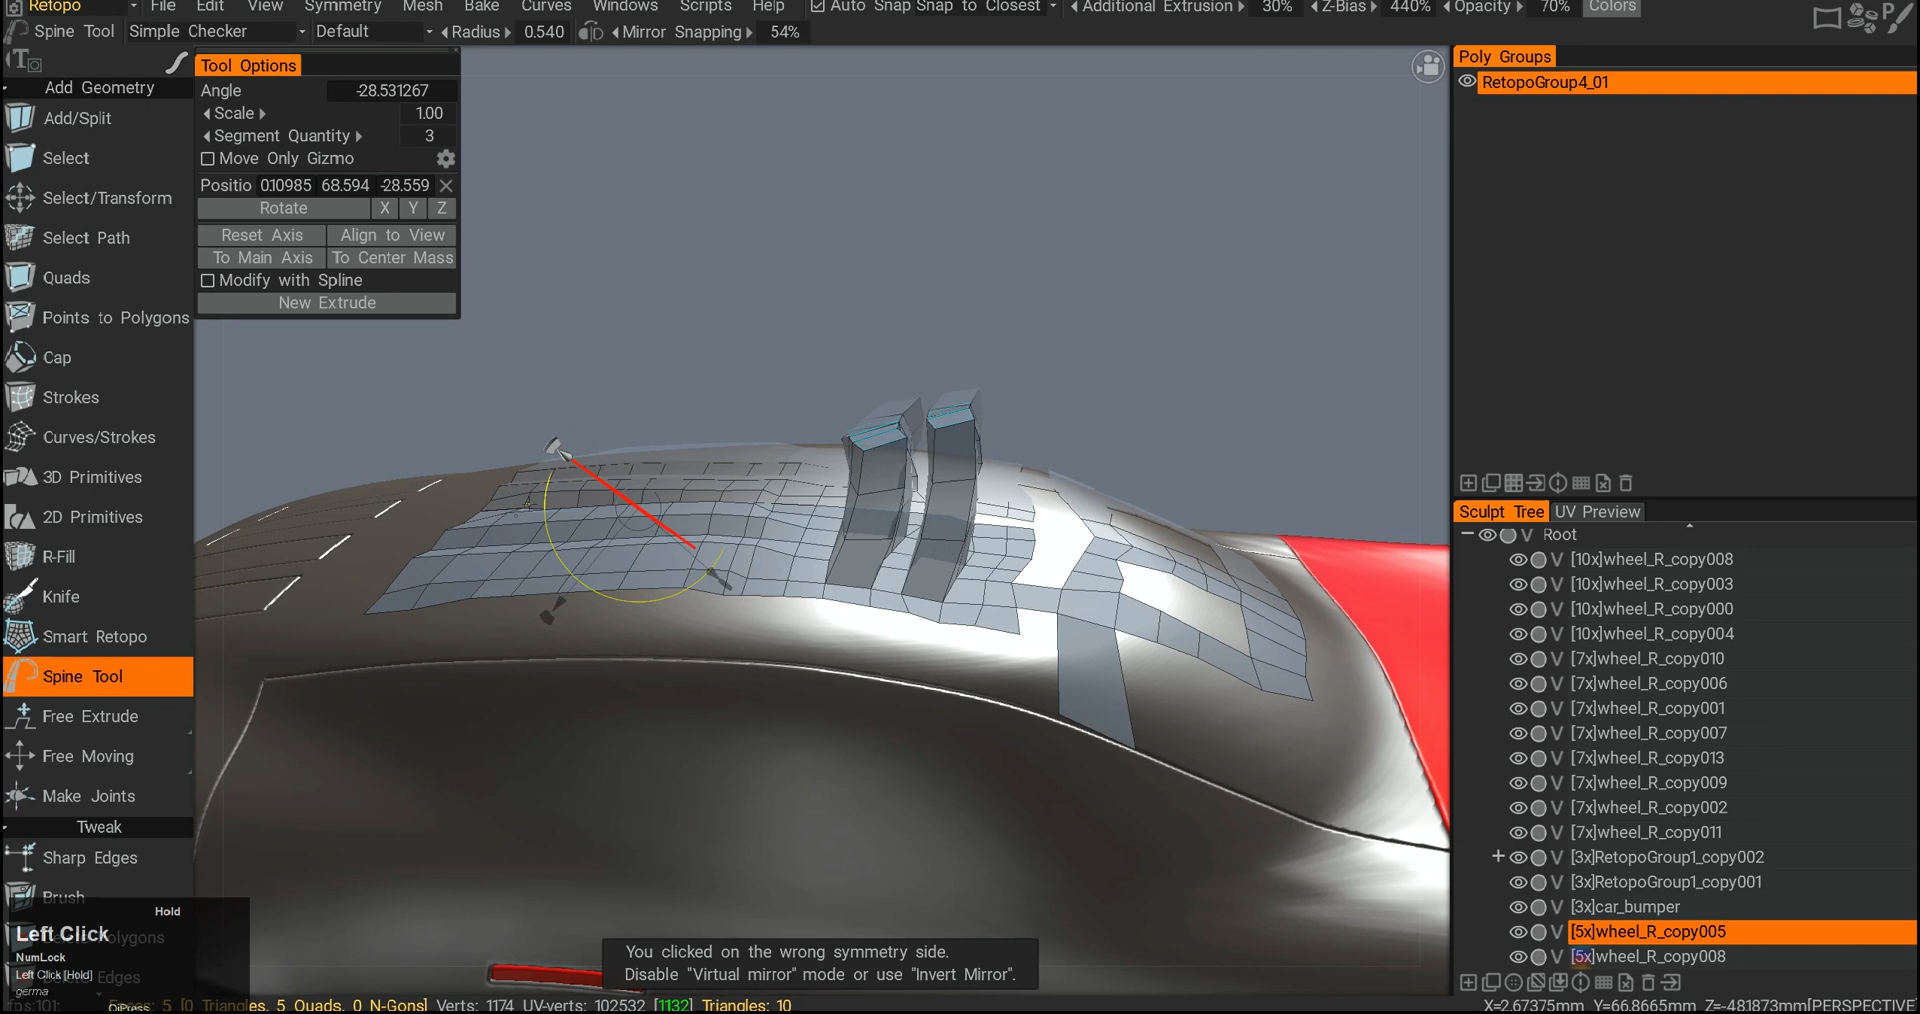 Retopo File Edit View Symmetry Mesh Bake Curves Windows Scripts Help Auto Snap Snap to Closest Additional Extrusion 30% Z-Bias 440% Opacity 70% Colors
Spine Tool Simple Checker Default Radius 0.540 Mirror Snapping 54%
Tool Options
Angle -28.531267
Scale 1.00
Segment Quantity 3
Move Only Gizmo
Positio 0.10985 68.594 -28.559
Rotate X Y Z
Reset Axis Align to View
To Main Axis To Center Mass
Modify with Spline
New Extrude
Add Geometry
Add/Split
Select
Select/Transform
Select Path
Quads
Points to Polygons
Cap
Strokes
Curves/Strokes
3D Primitives
2D Primitives
R-Fill
Knife
Smart Retopo
Spine Tool
Free Extrude
Free Moving
Make Joints
Tweak
Sharp Edges
Brush
Hold
Left Click
NumLock
Left Click [Hold]
germa
You clicked on the wrong symmetry side.
Disable "Virtual mirror" mode or use "Invert Mirror".
fps:101; Faces: 5 [0 Triangles, 5 Quads, 0 N-Gons] Verts: 1174 UV-verts: 102532 [1132] Triangles: 10
Poly Groups
RetopoGroup4_01
Sculpt Tree UV Preview
V Root
V [10x]wheel_R_copy008
V [10x]wheel_R_copy003
V [10x]wheel_R_copy000
V [10x]wheel_R_copy004
V [7x]wheel_R_copy010
V [7x]wheel_R_copy006
V [7x]wheel_R_copy001
V [7x]wheel_R_copy007
V [7x]wheel_R_copy013
V [7x]wheel_R_copy009
V [7x]wheel_R_copy002
V [7x]wheel_R_copy011
V [3x]RetopoGroup1_copy002
V [3x]RetopoGroup1_copy001
V [3x]car_bumper
V [5x]wheel_R_copy005
V [5x]wheel_R_copy008
X=2.67375mm Y=66.8665mm Z=-48.1873mm[PERSPECTIVE